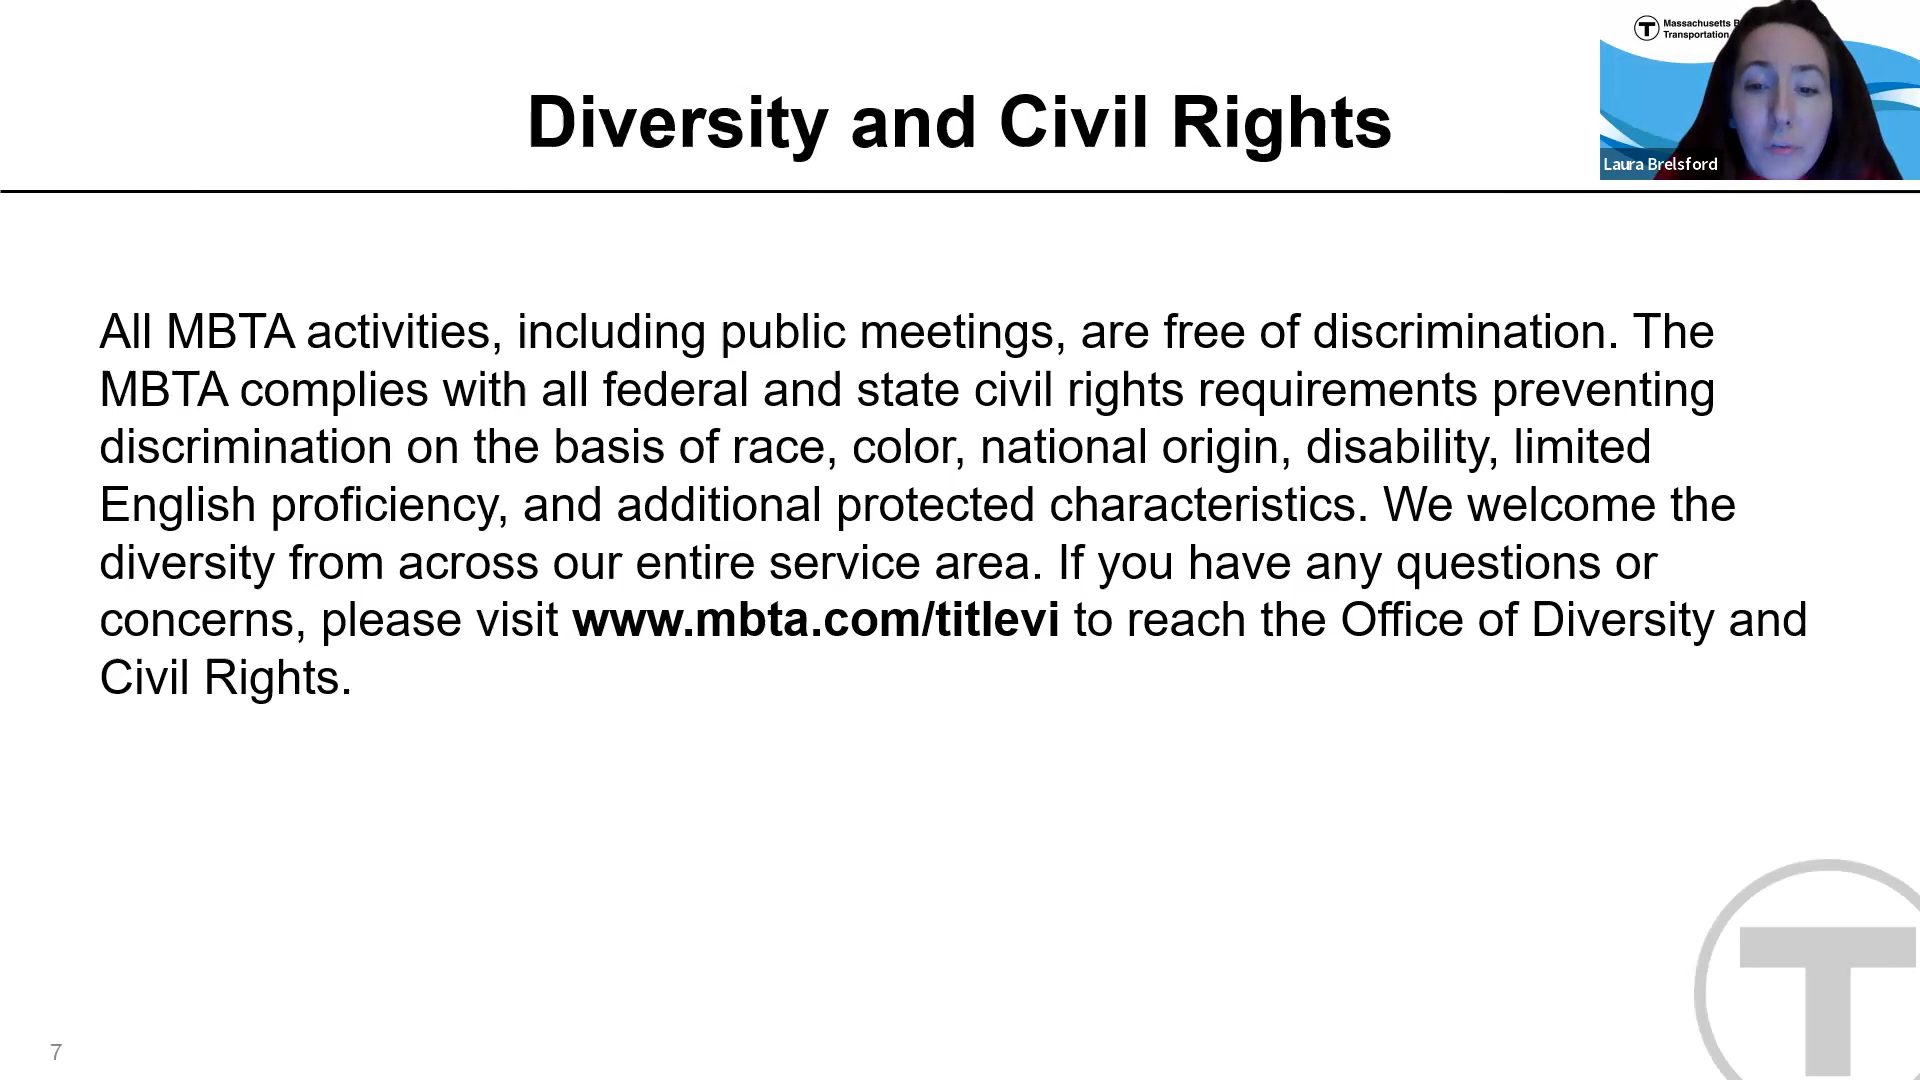 Massachusetts
Transportation
Diversity and Civil Rights
Laura Brelsford
All MBTA activities, including public meetings, are free of discrimination. The
MBTA complies with all federal and state civil rights requirements preventing
discrimination on the basis of race, color, national origin, disability, limited
English proficiency, and additional protected characteristics. We welcome the
diversity from across our entire service area. If you have any questions or
concerns, please visit www.mbta.com/titlevi to reach the Office of Diversity and
Civil Rights.
T
7